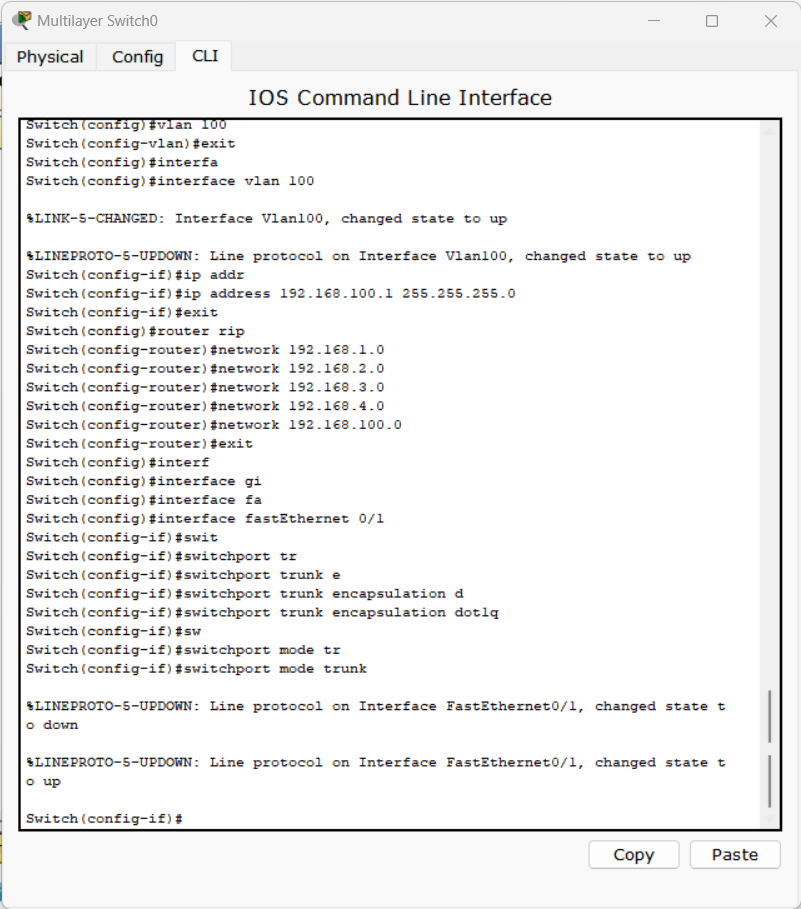 Multilayer Switch0
Physical Config CLI
IOS Command Line Interface
Switch(config)#vlan 100
Switch(config-vlan)#exit
Switch(config)#interfa
Switch(config)#interface vlan 100
%LINK-5-CHANGED: Interface Vlan100, changed state to up
%LINEPROTO-5-UPDOWN: Line protocol on Interface Vlan100, changed state to up
Switch(config-if)#ip addr
Switch(config-if)#ip address 192.168.100.1 255.255.255.0
Switch(config-if)#exit
Switch(config)#router rip
Switch(config-router)#network 192.168.1.0
Switch(config-router)#network 192.168.2.0
Switch(config-router)#network 192.168.3.0
Switch(config-router)#network 192.168.4.0
Switch(config-router)#network 192.168.100.0
Switch(config-router)#exit
Switch(config)#interf
Switch(config)#interface gi
Switch(config)#interface fa
Switch(config)#interface fastEthernet 0/1
Switch(config-if)#swit
Switch(config-if)#switchport tr
Switch(config-if)#switchport trunk e
Switch(config-if)#switchport trunk encapsulation d
Switch(config-if)#switchport trunk encapsulation dot1q
Switch(config-if)#sw
Switch(config-if)#switchport mode tr
Switch(config-if)#switchport mode trunk
%LINEPROTO-5-UPDOWN: Line protocol on Interface FastEthernet0/1, changed state t
o down
%LINEPROTO-5-UPDOWN: Line protocol on Interface FastEthernet0/1, changed state t
o up
Switch(config-if)#
Copy Paste